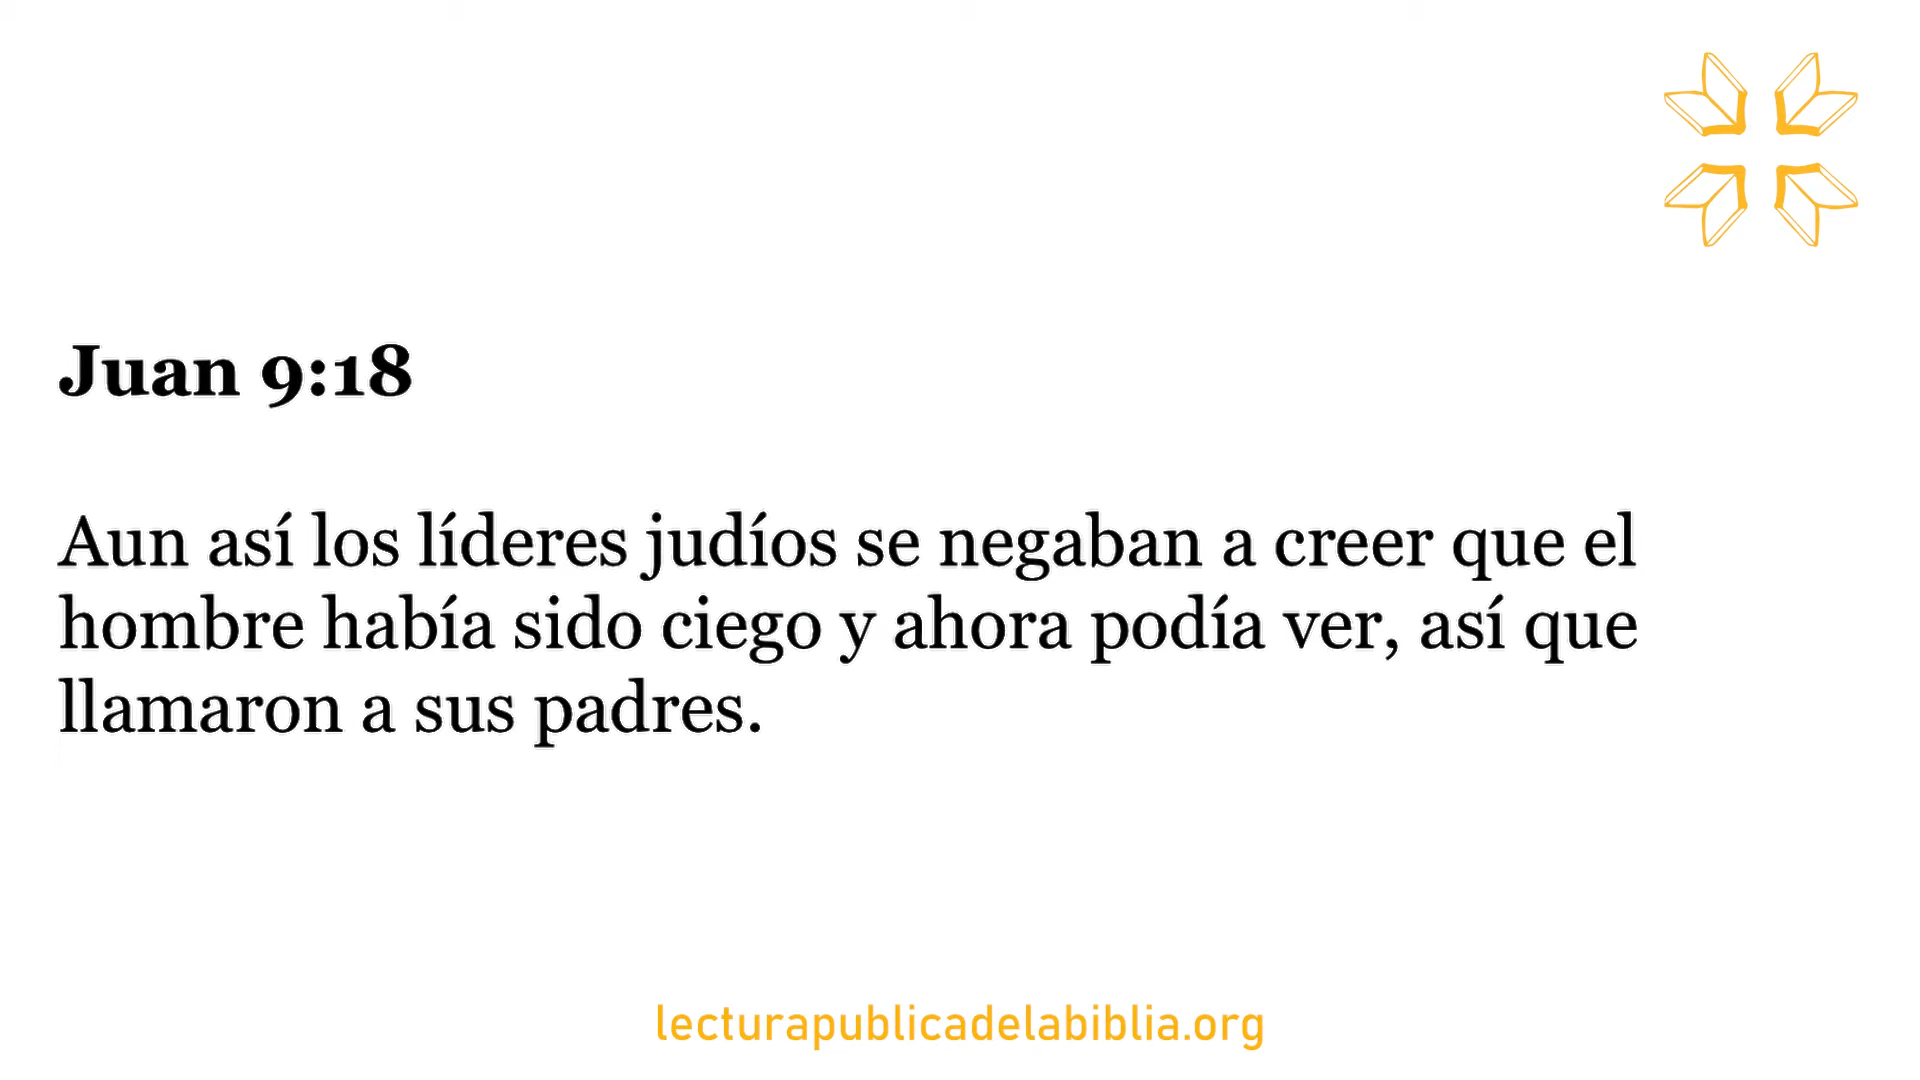 Juan 9:18
Aun así los líderes judíos se negaban a creer que el
hombre había sido ciego y ahora podía ver, así que
llamaron a sus padres.
lecturapublicadelabiblia.org